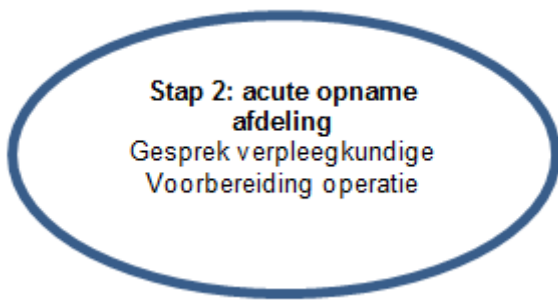 Stap 2: acute opname
afdeling
Gesprek verpleegkundige
Voorbereiding operatie